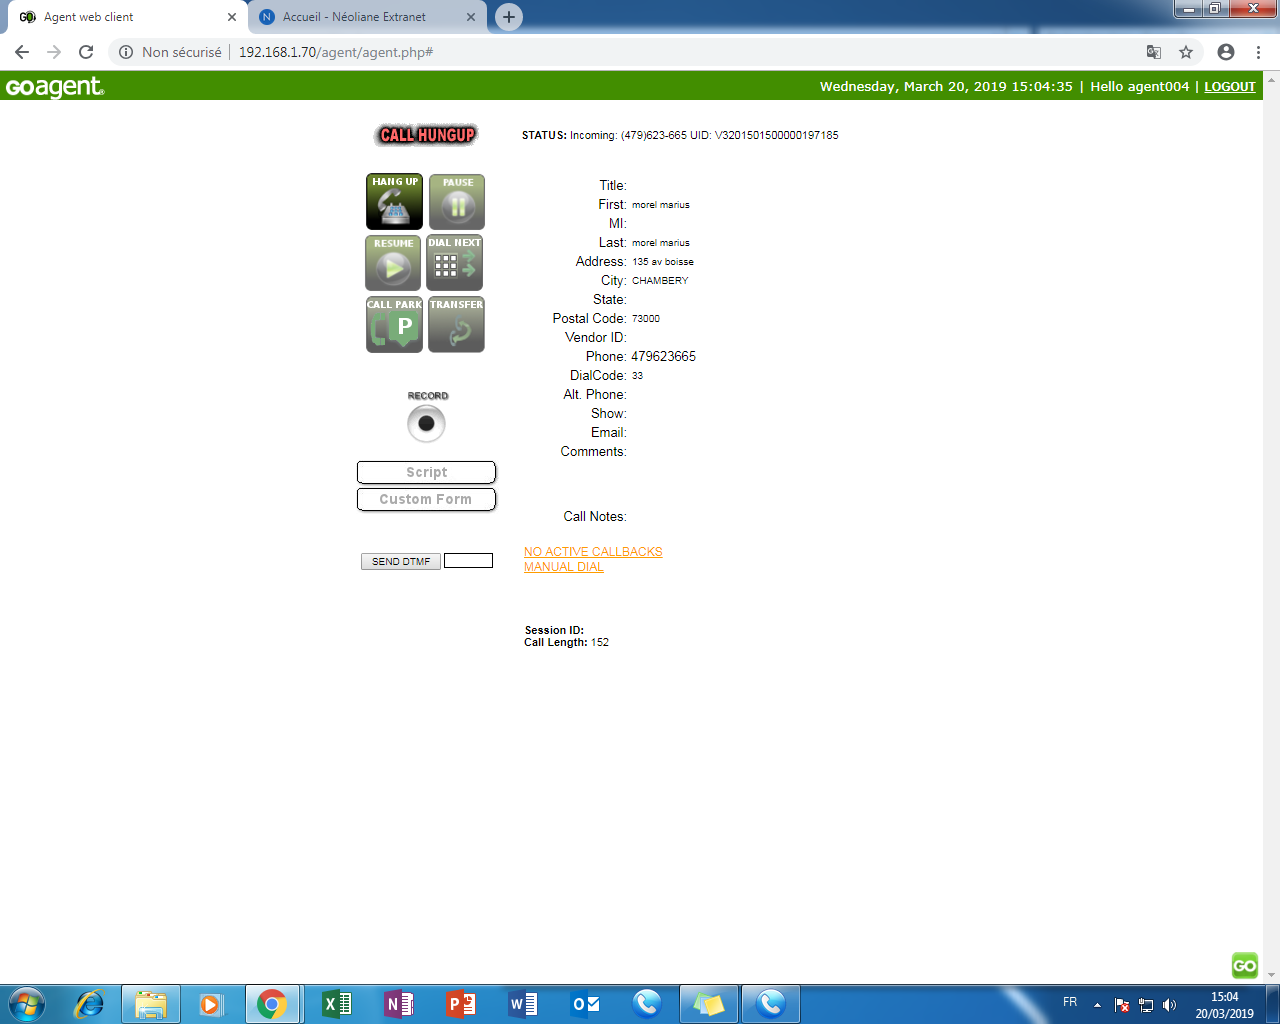 Agent web client
Accueil - Néoliane Extranet
Non sécurisé
192.168.1.70/agent/agent.php#
GOagent
Wednesday, March 20, 2019 15:04:35 | Hello agent004 | LOGOUT
CALL HUNGUP
STATUS: Incoming: (479)623-665 UID: V3201501500000197185
HANG UP
PAUSE
RESUME
DIAL NEXT
CALL PARK
P
TRANSFER
RECORD
Script
Custom Form
SEND DTMF
Title:
First: morel marius
MI:
Last: morel marius
Address: 135 av boisse
City: CHAMBERY
State:
Postal Code: 73000
Vendor ID:
Phone: 479623665
DialCode: 33
Alt. Phone:
Show:
Email:
Comments:
Call Notes:
NO ACTIVE CALLBACKS
MANUAL DIAL
Session ID:
Call Length: 152
GO
FR
15:04
20/03/2019